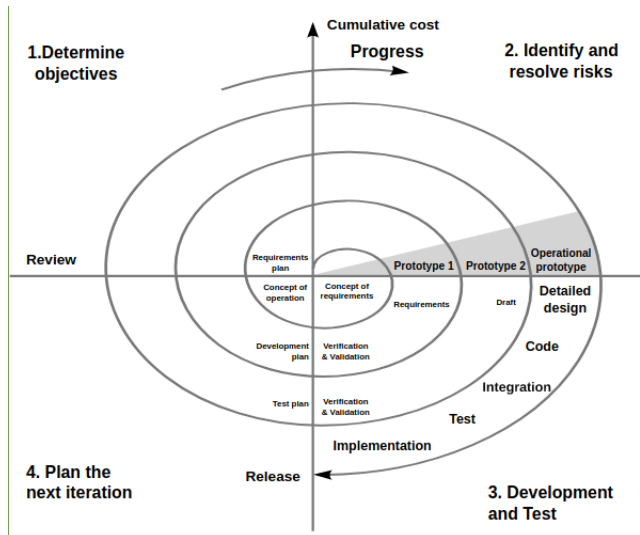 Cumulative cost
Progress
1.Determine
objectives
2. Identify and
resolve risks
Review
Requirements
plan
Prototype 1
Prototype 2
Operational
prototype
Concept of
operation
Concept of
requirements
Requirements
Draft
Detailed
design
Development
plan
Verification
& Validation
Code
Integration
Test plan
Verification
& Validation
Test
Implementation
Release
4. Plan the
next iteration
3. Development
and Test